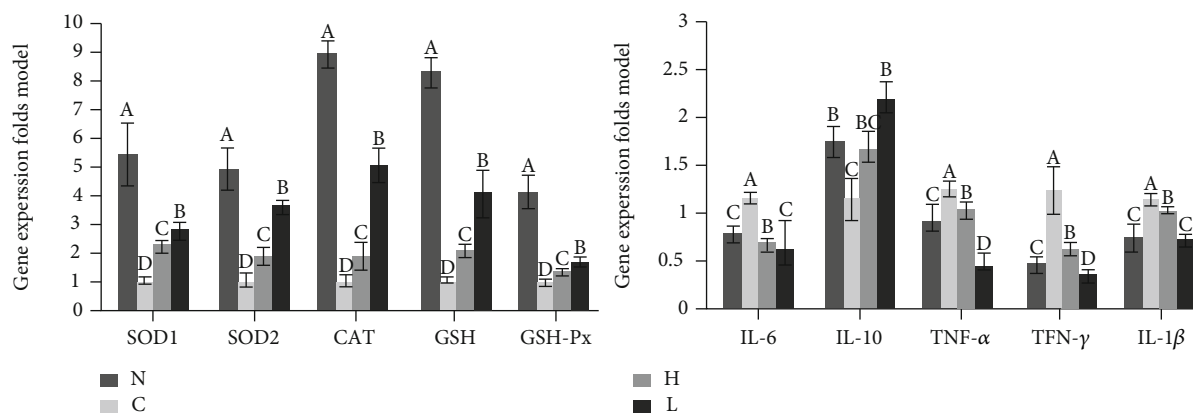 Gene experssion folds model
10
9
8
7
6
5
4
3
2
1
0
A
D
C
B
A
D
C
B
A
D
C
B
A
D
C
B
A
D
C
B
SOD1 SOD2 CAT GSH GSH-Px
N
C
Gene experssion folds model
3
2.5
2
1.5
1
0.5
0
C
A
B
C
B
C
BC
B
C
A
B
D
C
A
B
D
C
A
B
C
IL-6 IL-10 TNF-α TFN-γ IL-1β
H
L